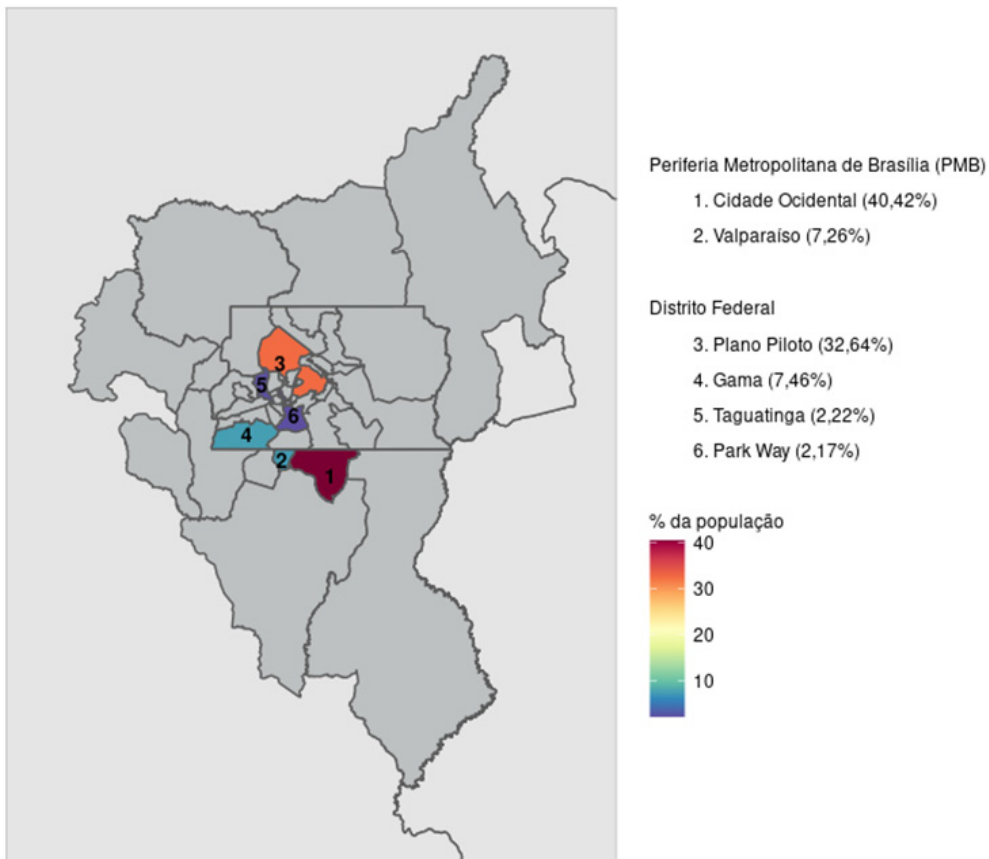 Periferia Metropolitana de Brasília (PMB)
1. Cidade Ocidental (40,42%)
2. Valparaíso (7,26%)
Distrito Federal
3. Plano Piloto (32,64%)
4. Gama (7,46%)
5. Taguatinga (2,22%)
6. Park Way (2,17%)
% da população
40
30
20
10
3
5
6
4
2
1